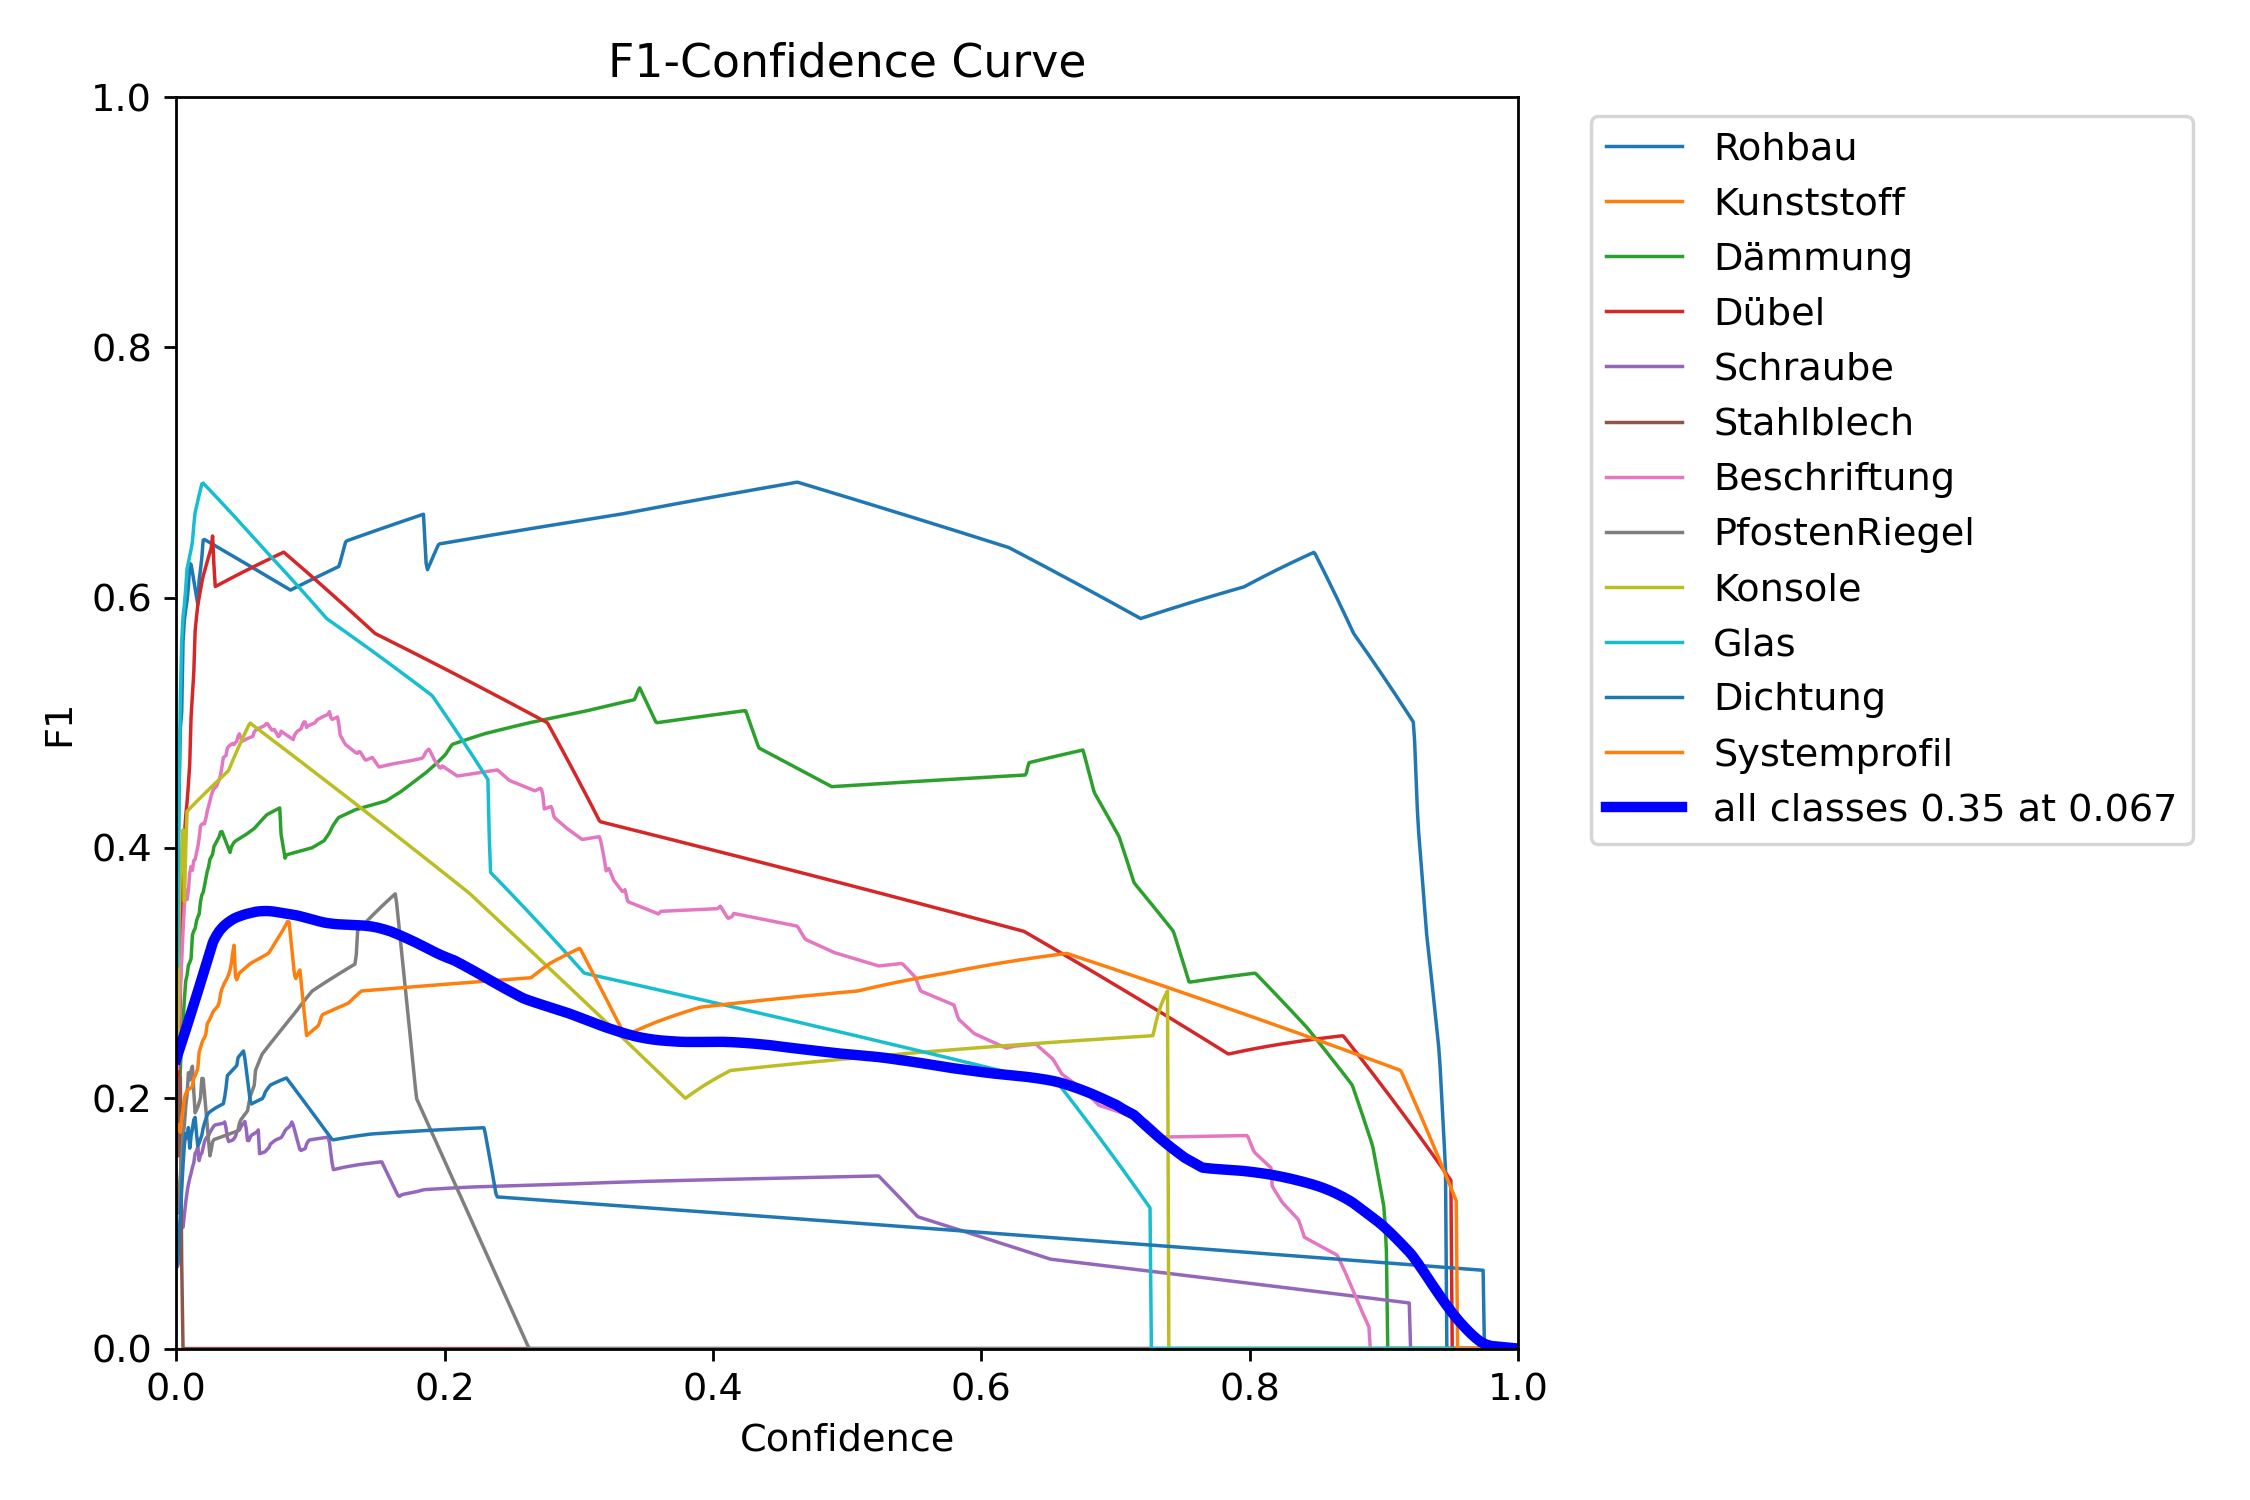 F1-Confidence Curve
1.0
0.8
0.6
0.4
0.2
0.0
F1
0.0 0.2 0.4 0.6 0.8 1.0
Confidence
Rohbau
Kunststoff
Dämmung
Dübel
Schraube
Stahlblech
Beschriftung
PfostenRiegel
Konsole
Glas
Dichtung
Systemprofil
all classes 0.35 at 0.067